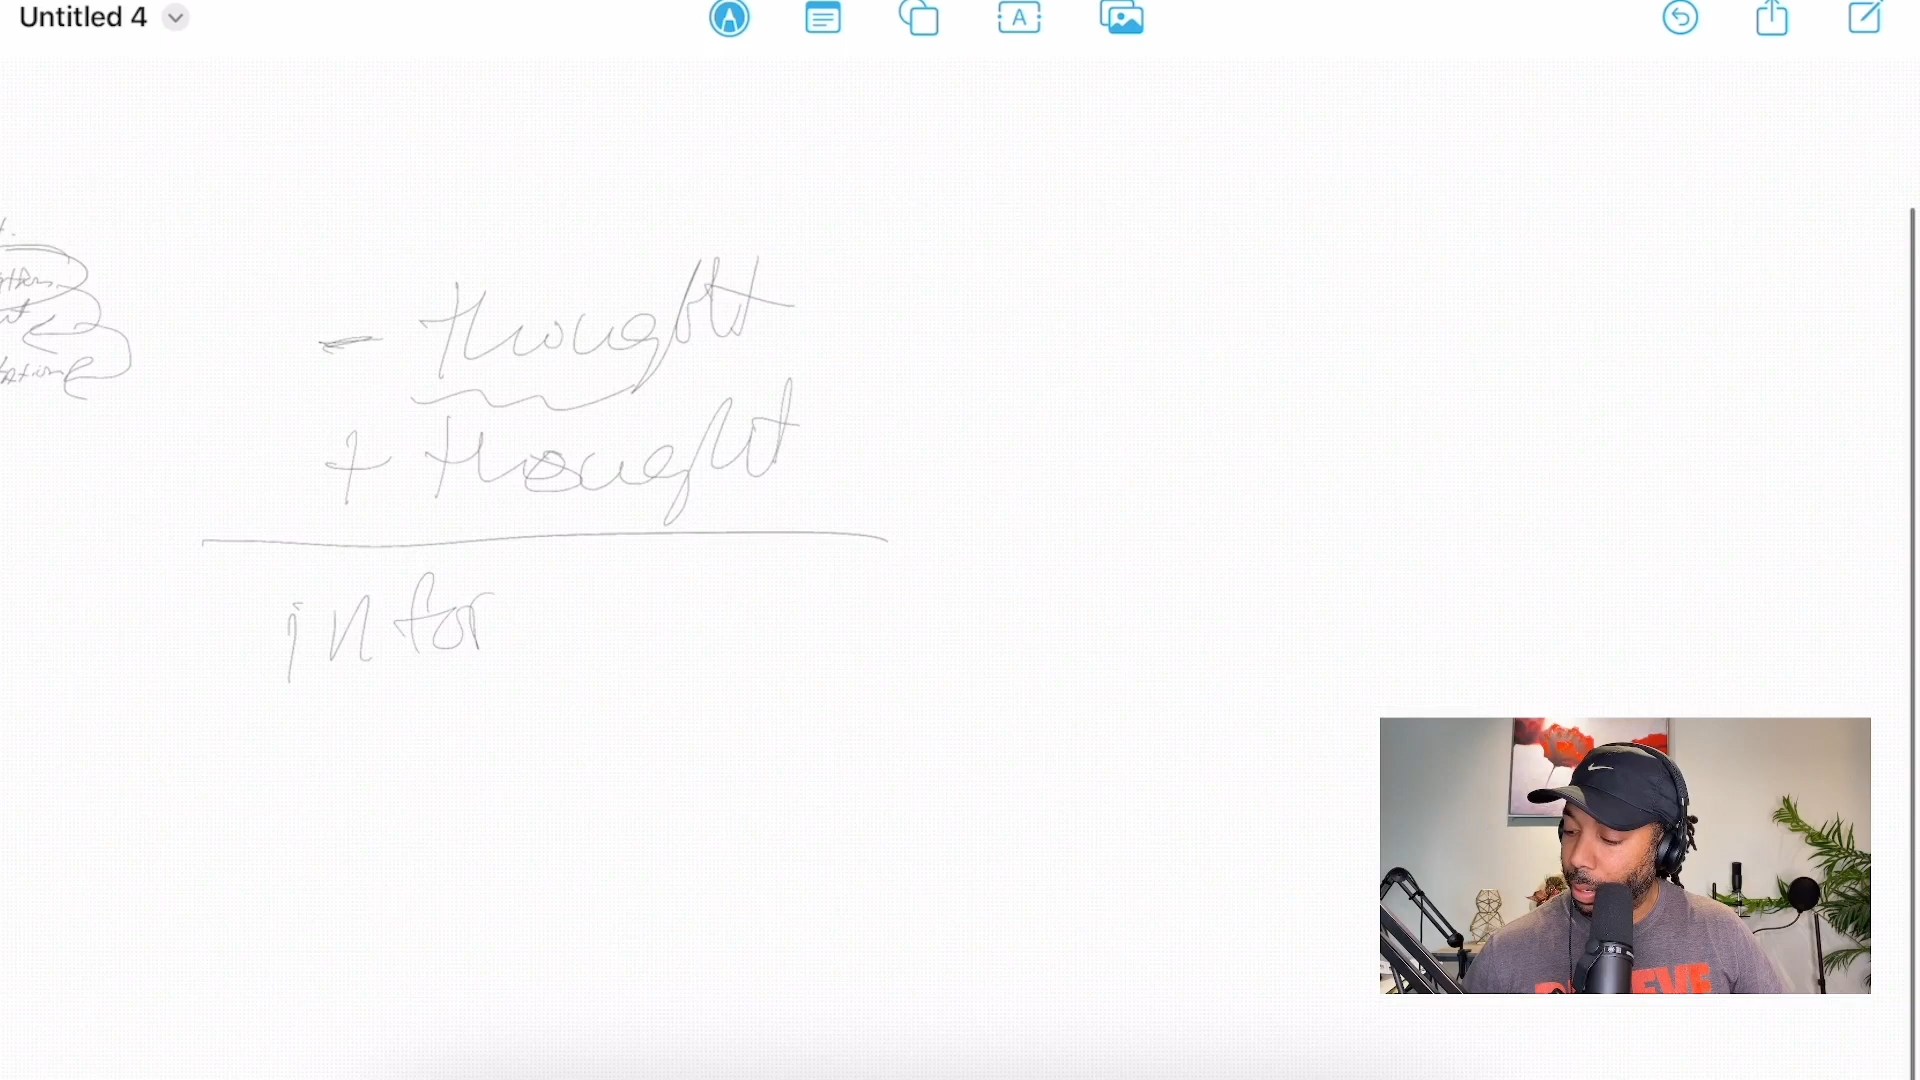 Untitled 4
A
- thought
+ thought
infor